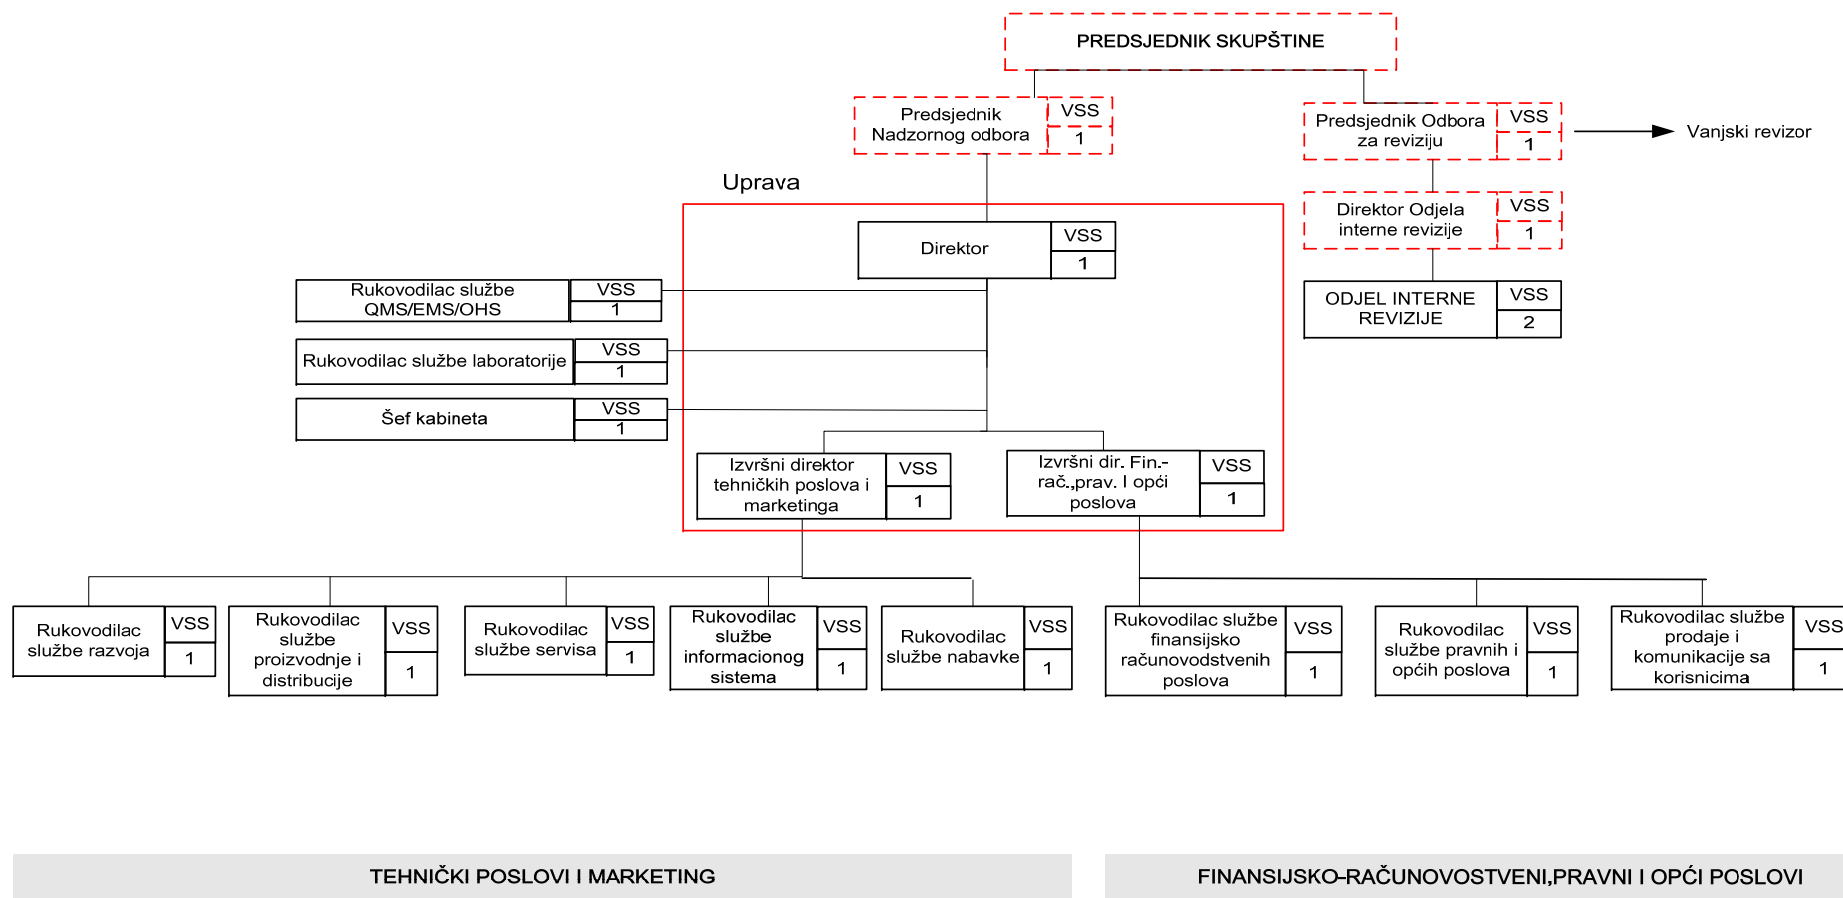 PREDSJEDNIK SKUPŠTINE
Predsjednik
Nadzornog odbora
VSS
1
Predsjednik Odbora
za reviziju
VSS
1
Vanjski revizor
Uprava
Direktor Odjela
interne revizije
VSS
1
Direktor
VSS
1
ODJEL INTERNE
REVIZIJE
VSS
2
Rukovodilac službe
QMS/EMS/OHS
VSS
1
Rukovodilac službe laboratorije
VSS
1
Šef kabineta
VSS
1
Izvršni direktor
tehničkih poslova i
marketinga
VSS
1
Izvršni dir. Fin.-
rač.,prav. I opći
poslova
VSS
1
Rukovodilac
službe razvoja
VSS
1
Rukovodilac
službe
proizvodnje i
distribucije
VSS
1
Rukovodilac
službe servisa
VSS
1
Rukovodilac
službe
informacionog
sistema
VSS
1
Rukovodilac
službe nabavke
VSS
1
Rukovodilac službe
finansijsko
računovodstvenih
poslova
VSS
1
Rukovodilac
službe pravnih i
općih poslova
VSS
1
Rukovodilac službe
prodaje i
komunikacije sa
korisnicima
VSS
1
TEHNIČKI POSLOVI I MARKETING
FINANSIJSKO-RAČUNOVOSTVENI,PRAVNI I OPĆI POSLOVI